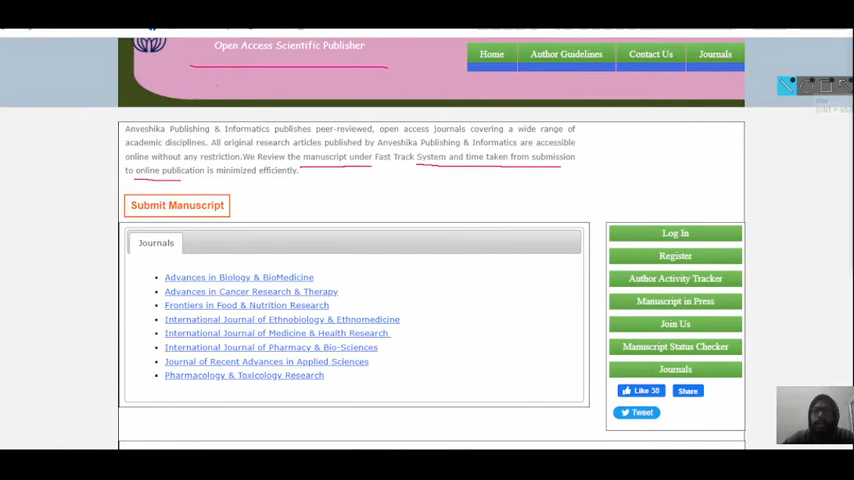 Open Access Scientific Publisher
Home Author Guidelines Contact Us Journals
Anveshika Publishing & Informatics publishes peer-reviewed, open access journals covering a wide range of
academic disciplines. All original research articles published by Anveshika Publishing & Informatics are accessible
online without any restriction.We Review the manuscript under Fast Track System and time taken from submission
to online publication is minimized efficiently.
Submit Manuscript
Journals
Advances in Biology & BioMedicine
Advances in Cancer Research & Therapy
Frontiers in Food & Nutrition Research
International Journal of Ethnobiology & Ethnomedicine
International Journal of Medicine & Health Research
International Journal of Pharmacy & Bio-Sciences
Journal of Recent Advances in Applied Sciences
Pharmacology & Toxicology Research
Log In
Register
Author Activity Tracker
Manuscript in Press
Join Us
Manuscript Status Checker
Journals
Like 38 Share
Tweet